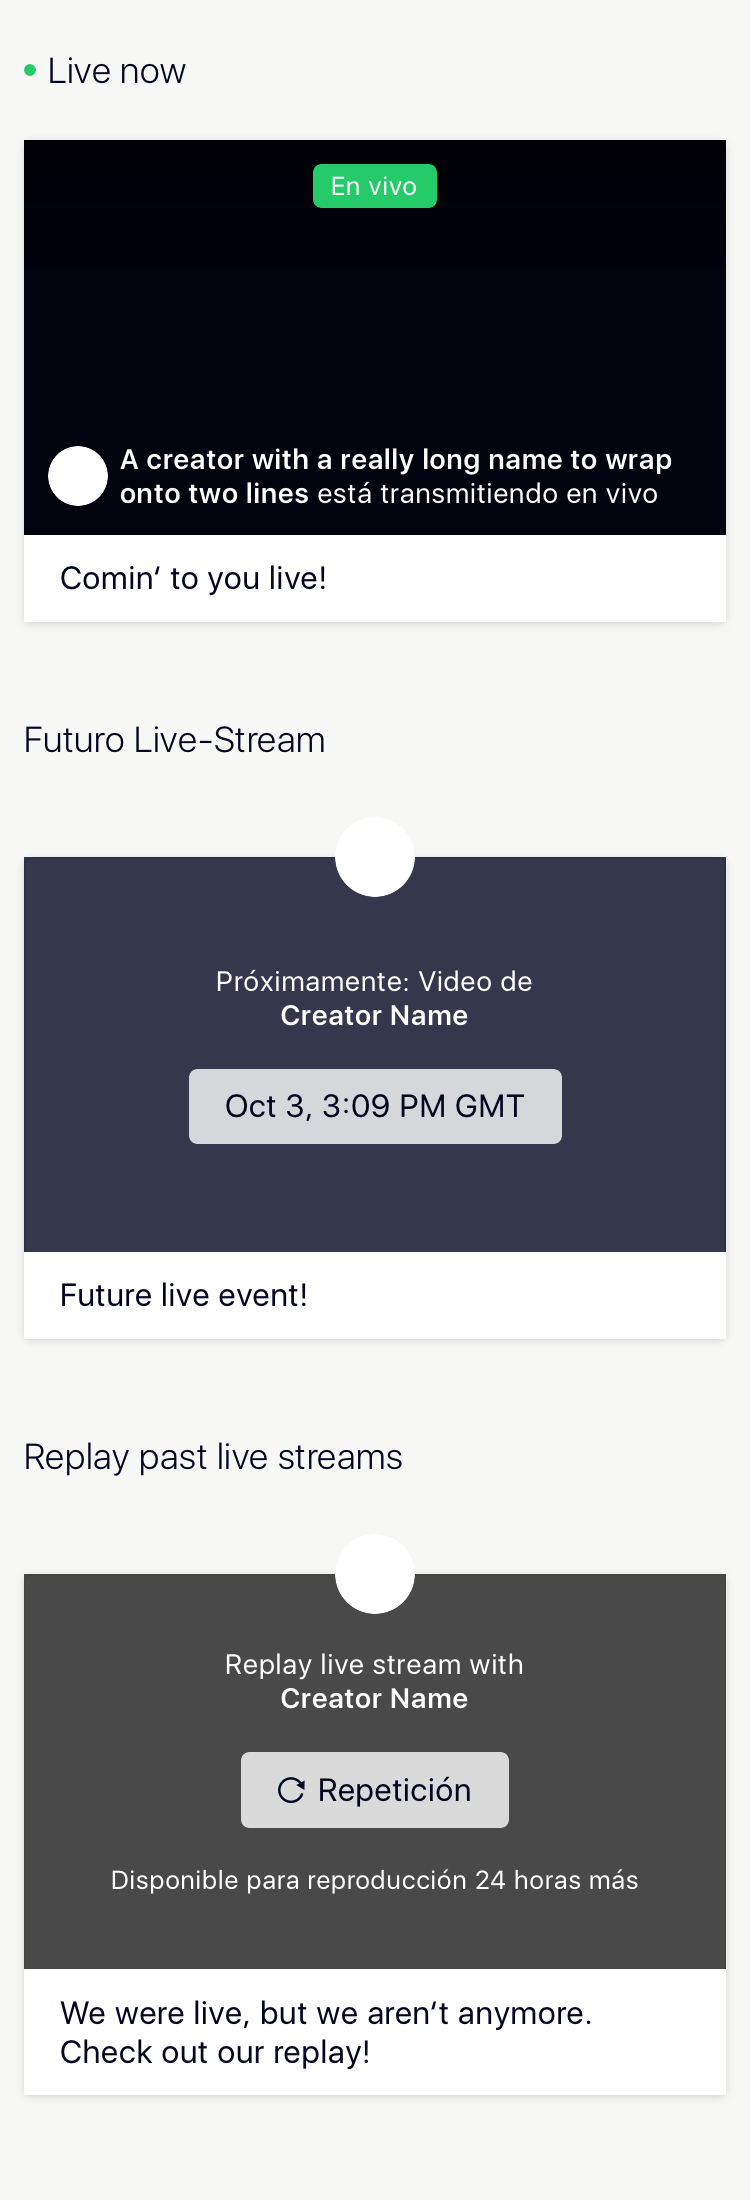 Live now
En vivo
A creator with a really long name to wrap
onto two lines está transmitiendo en vivo
Comin’ to you live!
Futuro Live-Stream
Próximamente: Video de
Creator Name
Oct 3, 3:09 PM GMT
Future live event!
Replay past live streams
Replay live stream with
Creator Name
Repetición
Disponible para reproducción 24 horas más
We were live, but we aren’t anymore.
Check out our replay!